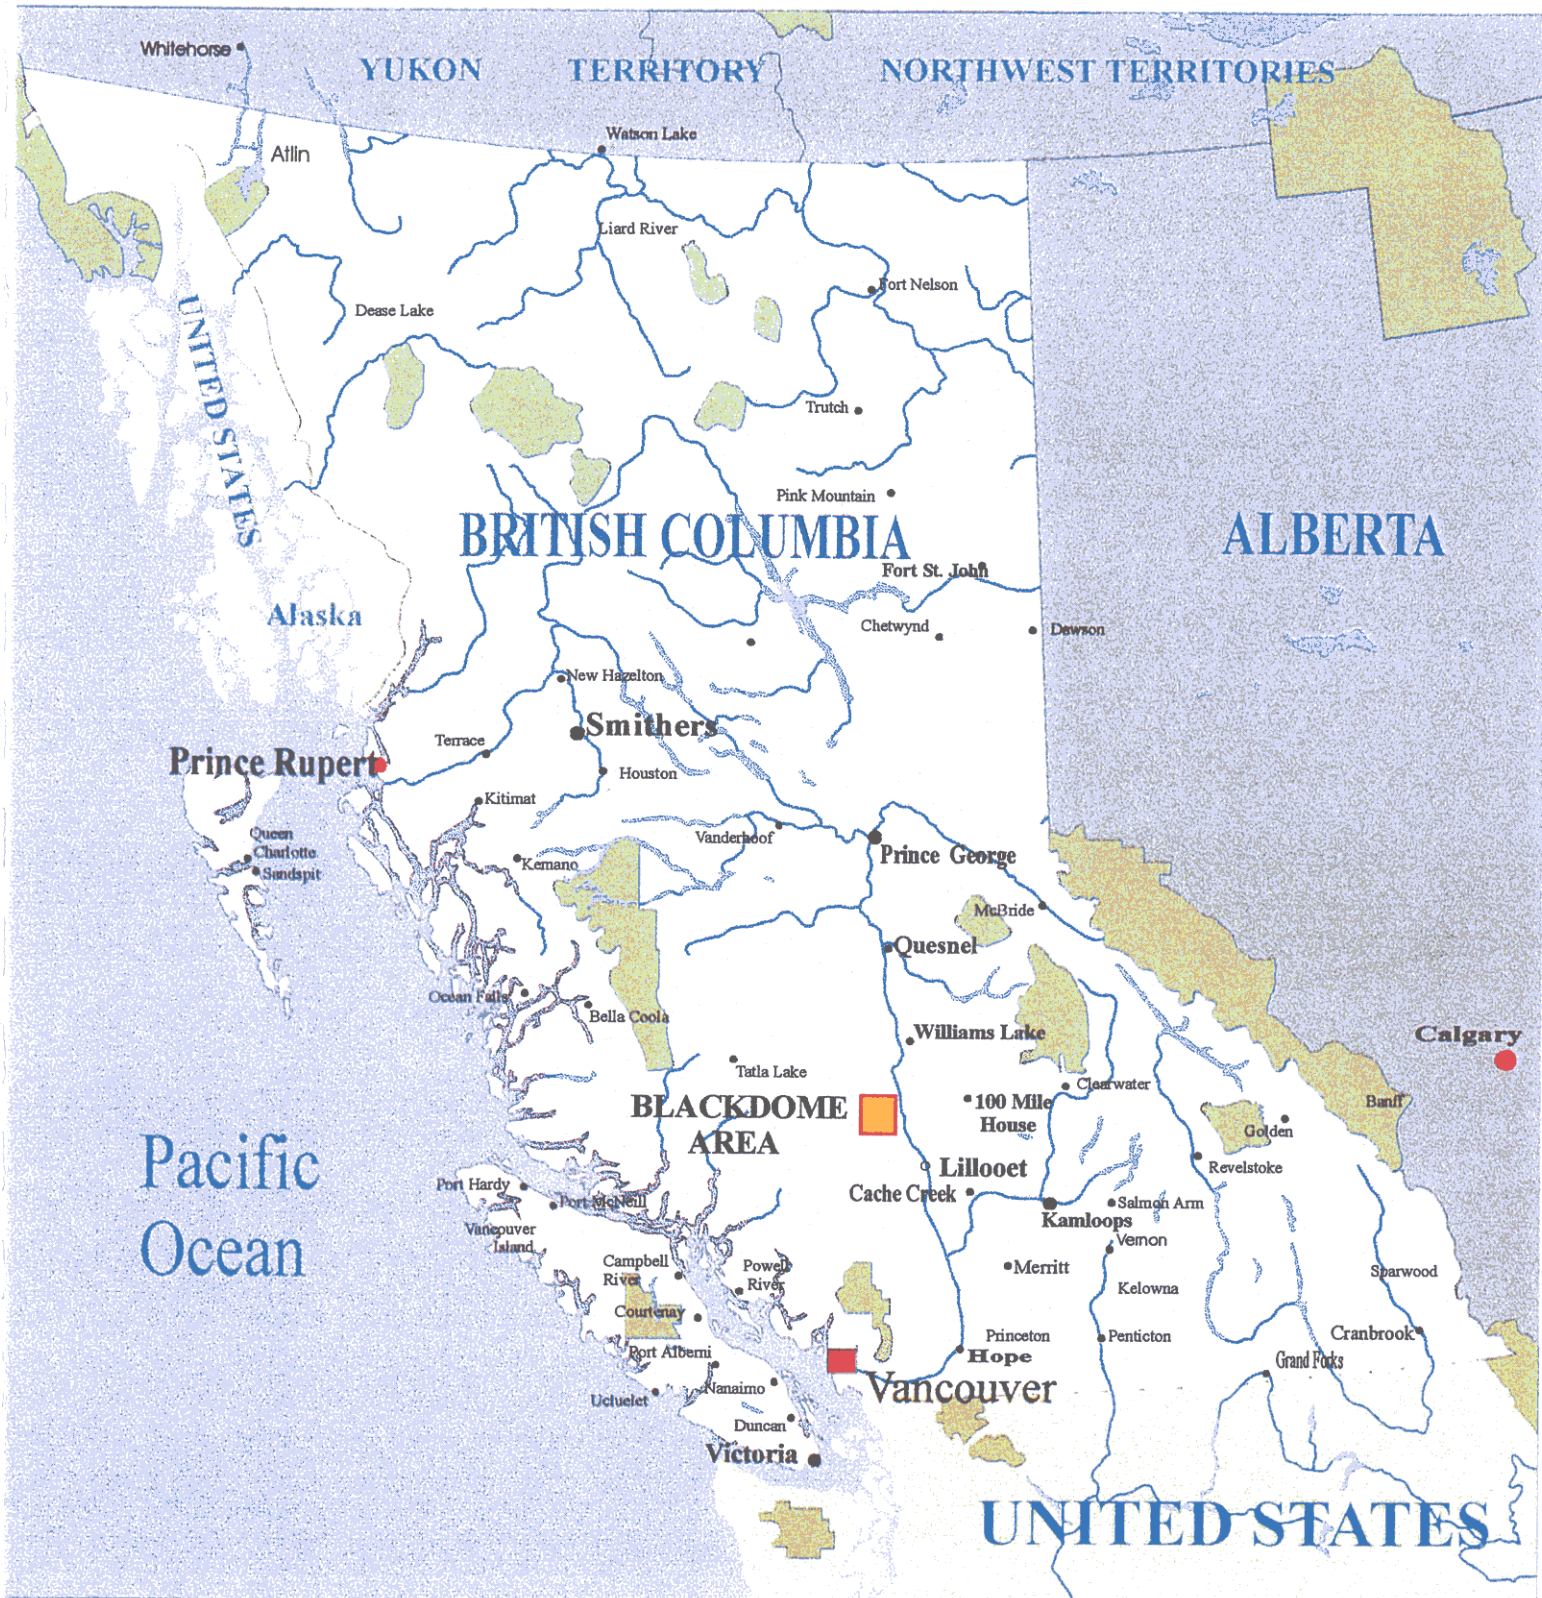 Whitehorse
YUKON TERRITORY
NORTHWEST TERRITORIES
Watson Lake
Atlin
Liard River
Fort Nelson
UNITED STATES
Dease Lake
Trutch
Pink Mountain
BRITISH COLUMBIA
ALBERTA
Fort St. John
Alaska
Chetwynd
Dawson
New Hazelton
Smithers
Terrace
Prince Rupert
Houston
Kitimat
Queen
Charlotte
Sandspit
Vanderhoof
Prince George
Kemano
McBride
Quesnel
Ocean Falls
Bella Coola
Williams Lake
Calgary
Tatla Lake
Clearwater
BLACKDOME
AREA
100 Mile
House
Banff
Golden
Pacific
Ocean
Lillooet
Revelstoke
Port Hardy
Cache Creek
Port McNeill
Salmon Arm
Kamloops
Vancouver
Island
Vernon
Campbell
River
Powell
River
Merritt
Sparwood
Kelowna
Courtenay
Princeton
Penticton
Cranbrook
Port Alberni
Hope
Grand Forks
Ucluelet
Nanaimo
Vancouver
Duncan
Victoria
UNITED STATES